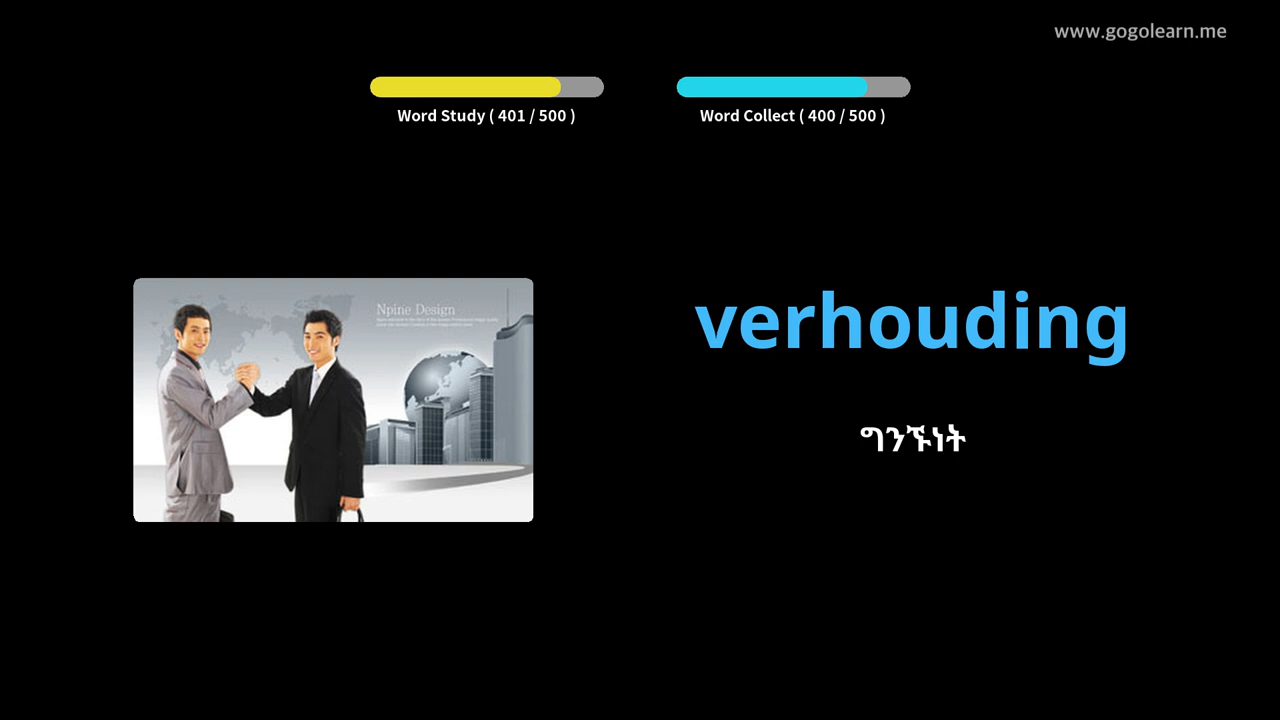 www.gogolearn.me
Word Study ( 401 / 500 )
Word Collect ( 400 / 500 )
Npine Design
verhouding
ግንኙነት